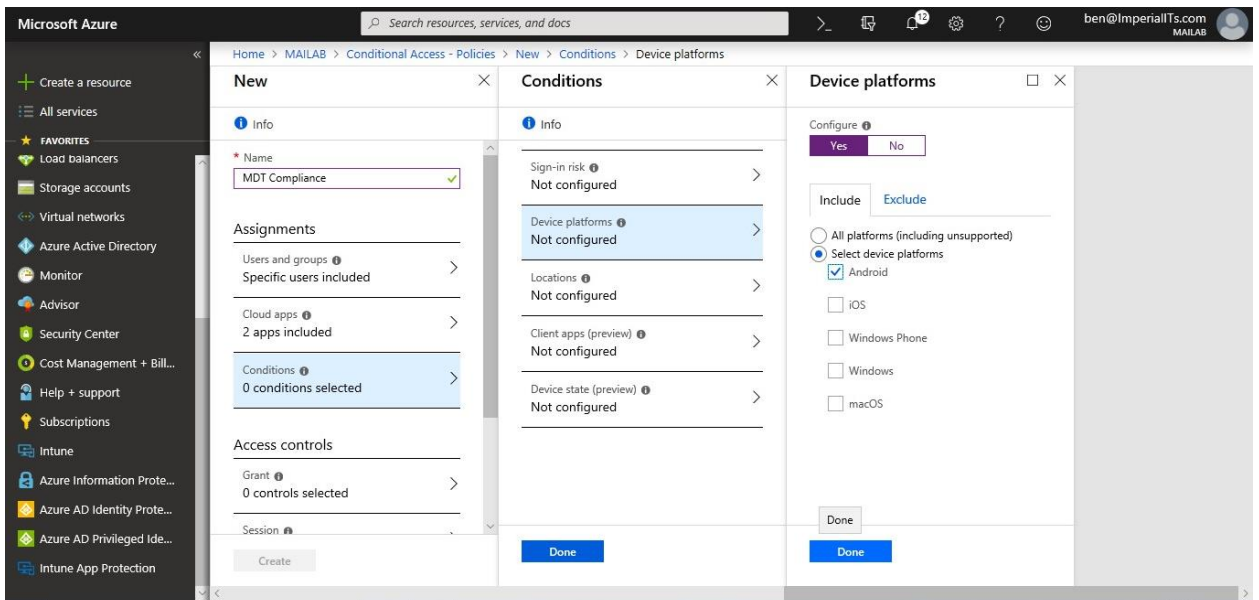 Microsoft Azure
Search resources, services, and docs
12
ben@ImperialITs.com
MAILAB
Home > MAILAB > Conditional Access - Policies > New > Conditions > Device platforms
Create a resource
All services
FAVORITES
Load balancers
Storage accounts
Virtual networks
Azure Active Directory
Monitor
Advisor
Security Center
Cost Management + Bill...
Help + support
Subscriptions
Intune
Azure Information Prote...
Azure AD Identity Prote...
Azure AD Privileged Ide...
Intune App Protection
New
Info
* Name
MDT Compliance
Assignments
Users and groups
Specific users included
Cloud apps
2 apps included
Conditions
0 conditions selected
Access controls
Grant
0 controls selected
Session
Create
Conditions
Info
Sign-in risk
Not configured
Device platforms
Not configured
Locations
Not configured
Client apps (preview)
Not configured
Device state (preview)
Not configured
Done
Device platforms
Configure
Yes No
Include Exclude
All platforms (including unsupported)
Select device platforms
Android
iOS
Windows Phone
Windows
macOS
Done
Done